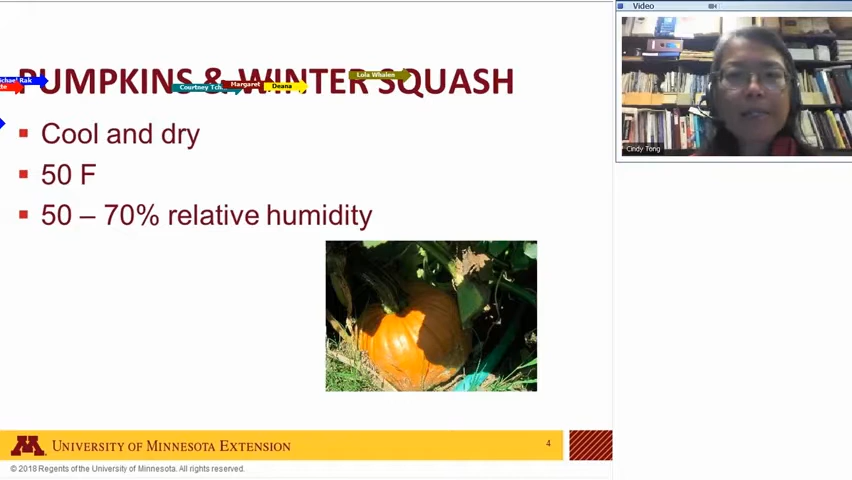 Video
PUMPKINS & WINTER SQUASH
Michael Rak
Courtney Tch
Margaret
Deana
Lola Whalen
Cool and dry
50 F
50 – 70% relative humidity
Cindy Tong
M
UNIVERSITY OF MINNESOTA EXTENSION
4
© 2018 Regents of the University of Minnesota. All rights reserved.